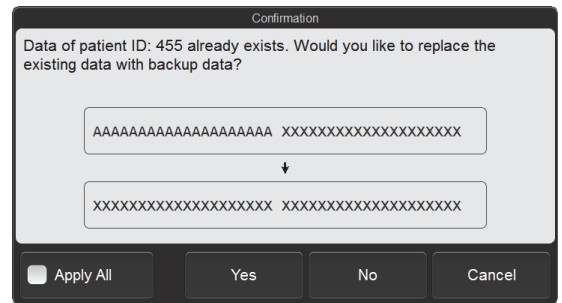 Confirmation
Data of patient ID: 455 already exists. Would you like to replace the
existing data with backup data?
AAAAAAAAAAAAAAAAAAAA XXXXXXXXXXXXXXXXXXXX
XXXXXXXXXXXXXXXXXXXX XXXXXXXXXXXXXXXXXXXX
Apply All Yes No Cancel